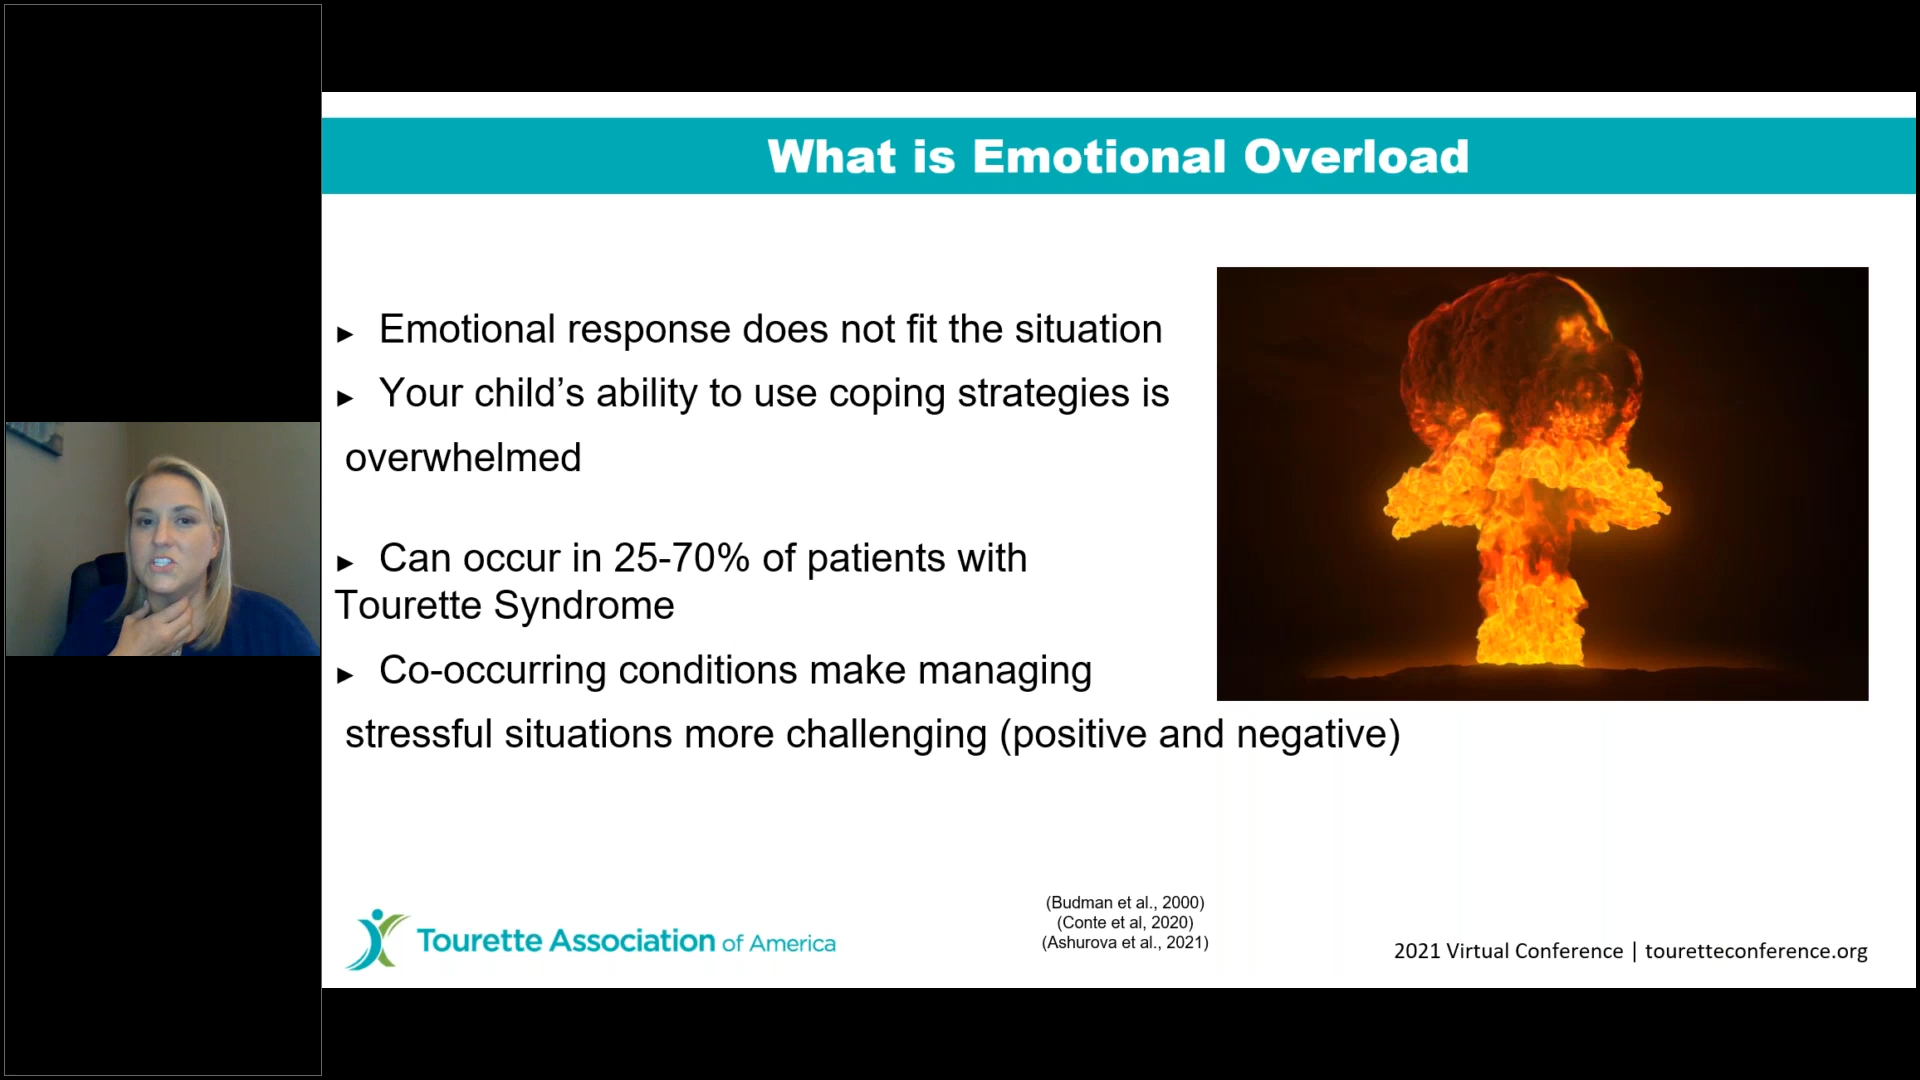 What is Emotional Overload
► Emotional response does not fit the situation
► Your child’s ability to use coping strategies is
overwhelmed
► Can occur in 25-70% of patients with
Tourette Syndrome
► Co-occurring conditions make managing
stressful situations more challenging (positive and negative)
Tourette Association of America
(Budman et al., 2000)
(Conte et al, 2020)
(Ashurova et al., 2021)
2021 Virtual Conference | touretteconference.org